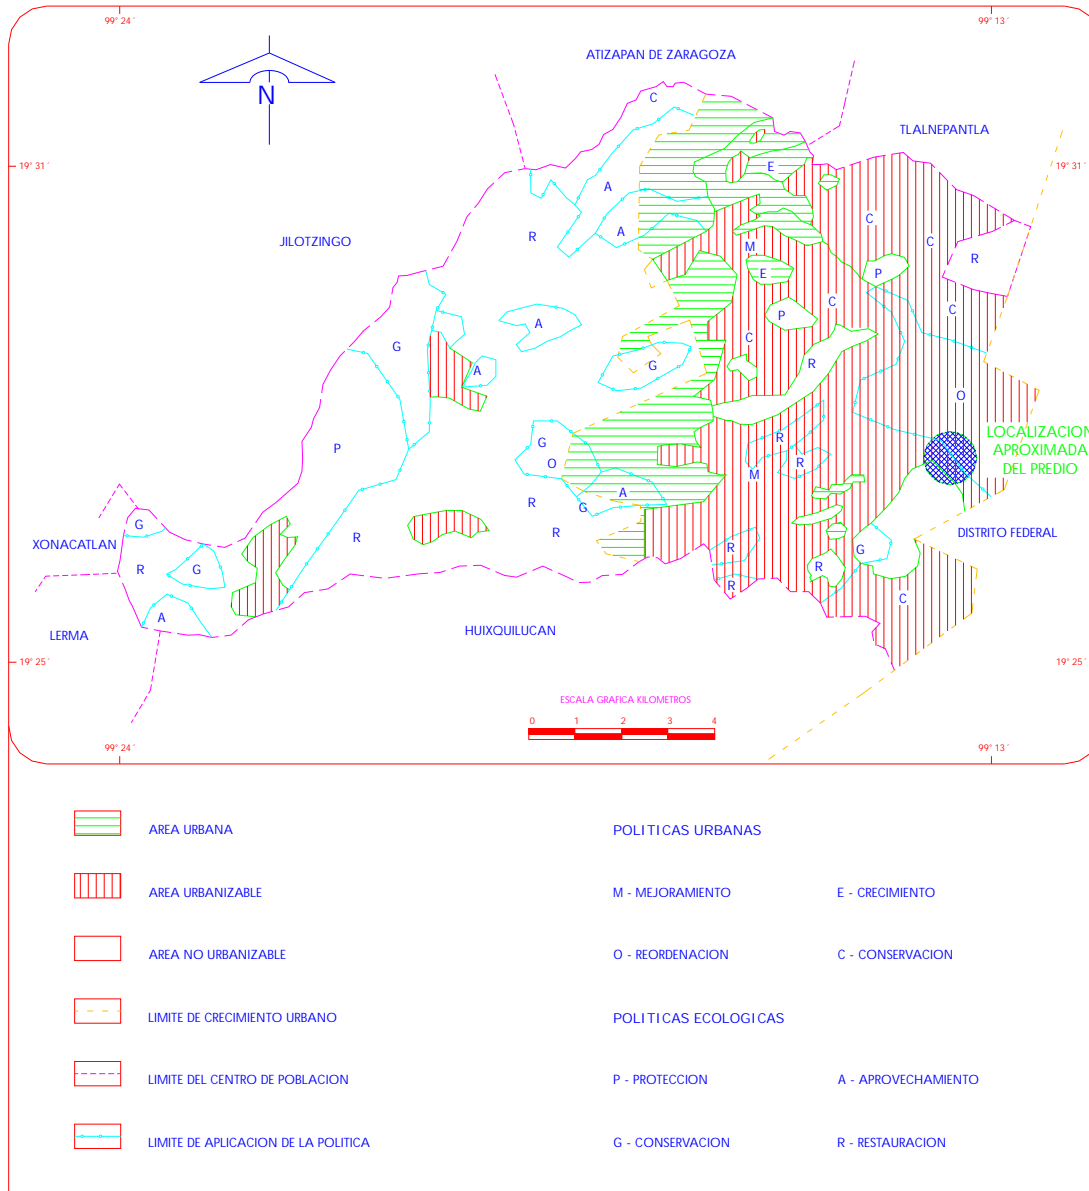 99° 24´
99° 13´
ATIZAPAN DE ZARAGOZA
N
C
TLALNEPANTLA
19° 31´
19° 31´
E
A
C
A
R
C
JILOTZINGO
M
R
E
P
C
C
P
A
C
G
R
G
A
O
LOCALIZACION
APROXIMADA
DEL PREDIO
R
G
P
O
R
M
A
R
G
G
DISTRITO FEDERAL
XONACATLAN
R
R
R
G
R
G
R
R
C
A
LERMA
HUIXQUILUCAN
19° 25´
19° 25´
ESCALA GRAFICA KILOMETROS
0 1 2 3 4
99° 24´
99° 13´
AREA URBANA
POLITICAS URBANAS
AREA URBANIZABLE
M - MEJORAMIENTO
E - CRECIMIENTO
AREA NO URBANIZABLE
O - REORDENACION
C - CONSERVACION
LIMITE DE CRECIMIENTO URBANO
POLITICAS ECOLOGICAS
LIMITE DEL CENTRO DE POBLACION
P - PROTECCION
A - APROVECHAMIENTO
LIMITE DE APLICACION DE LA POLITICA
G - CONSERVACION
R - RESTAURACION